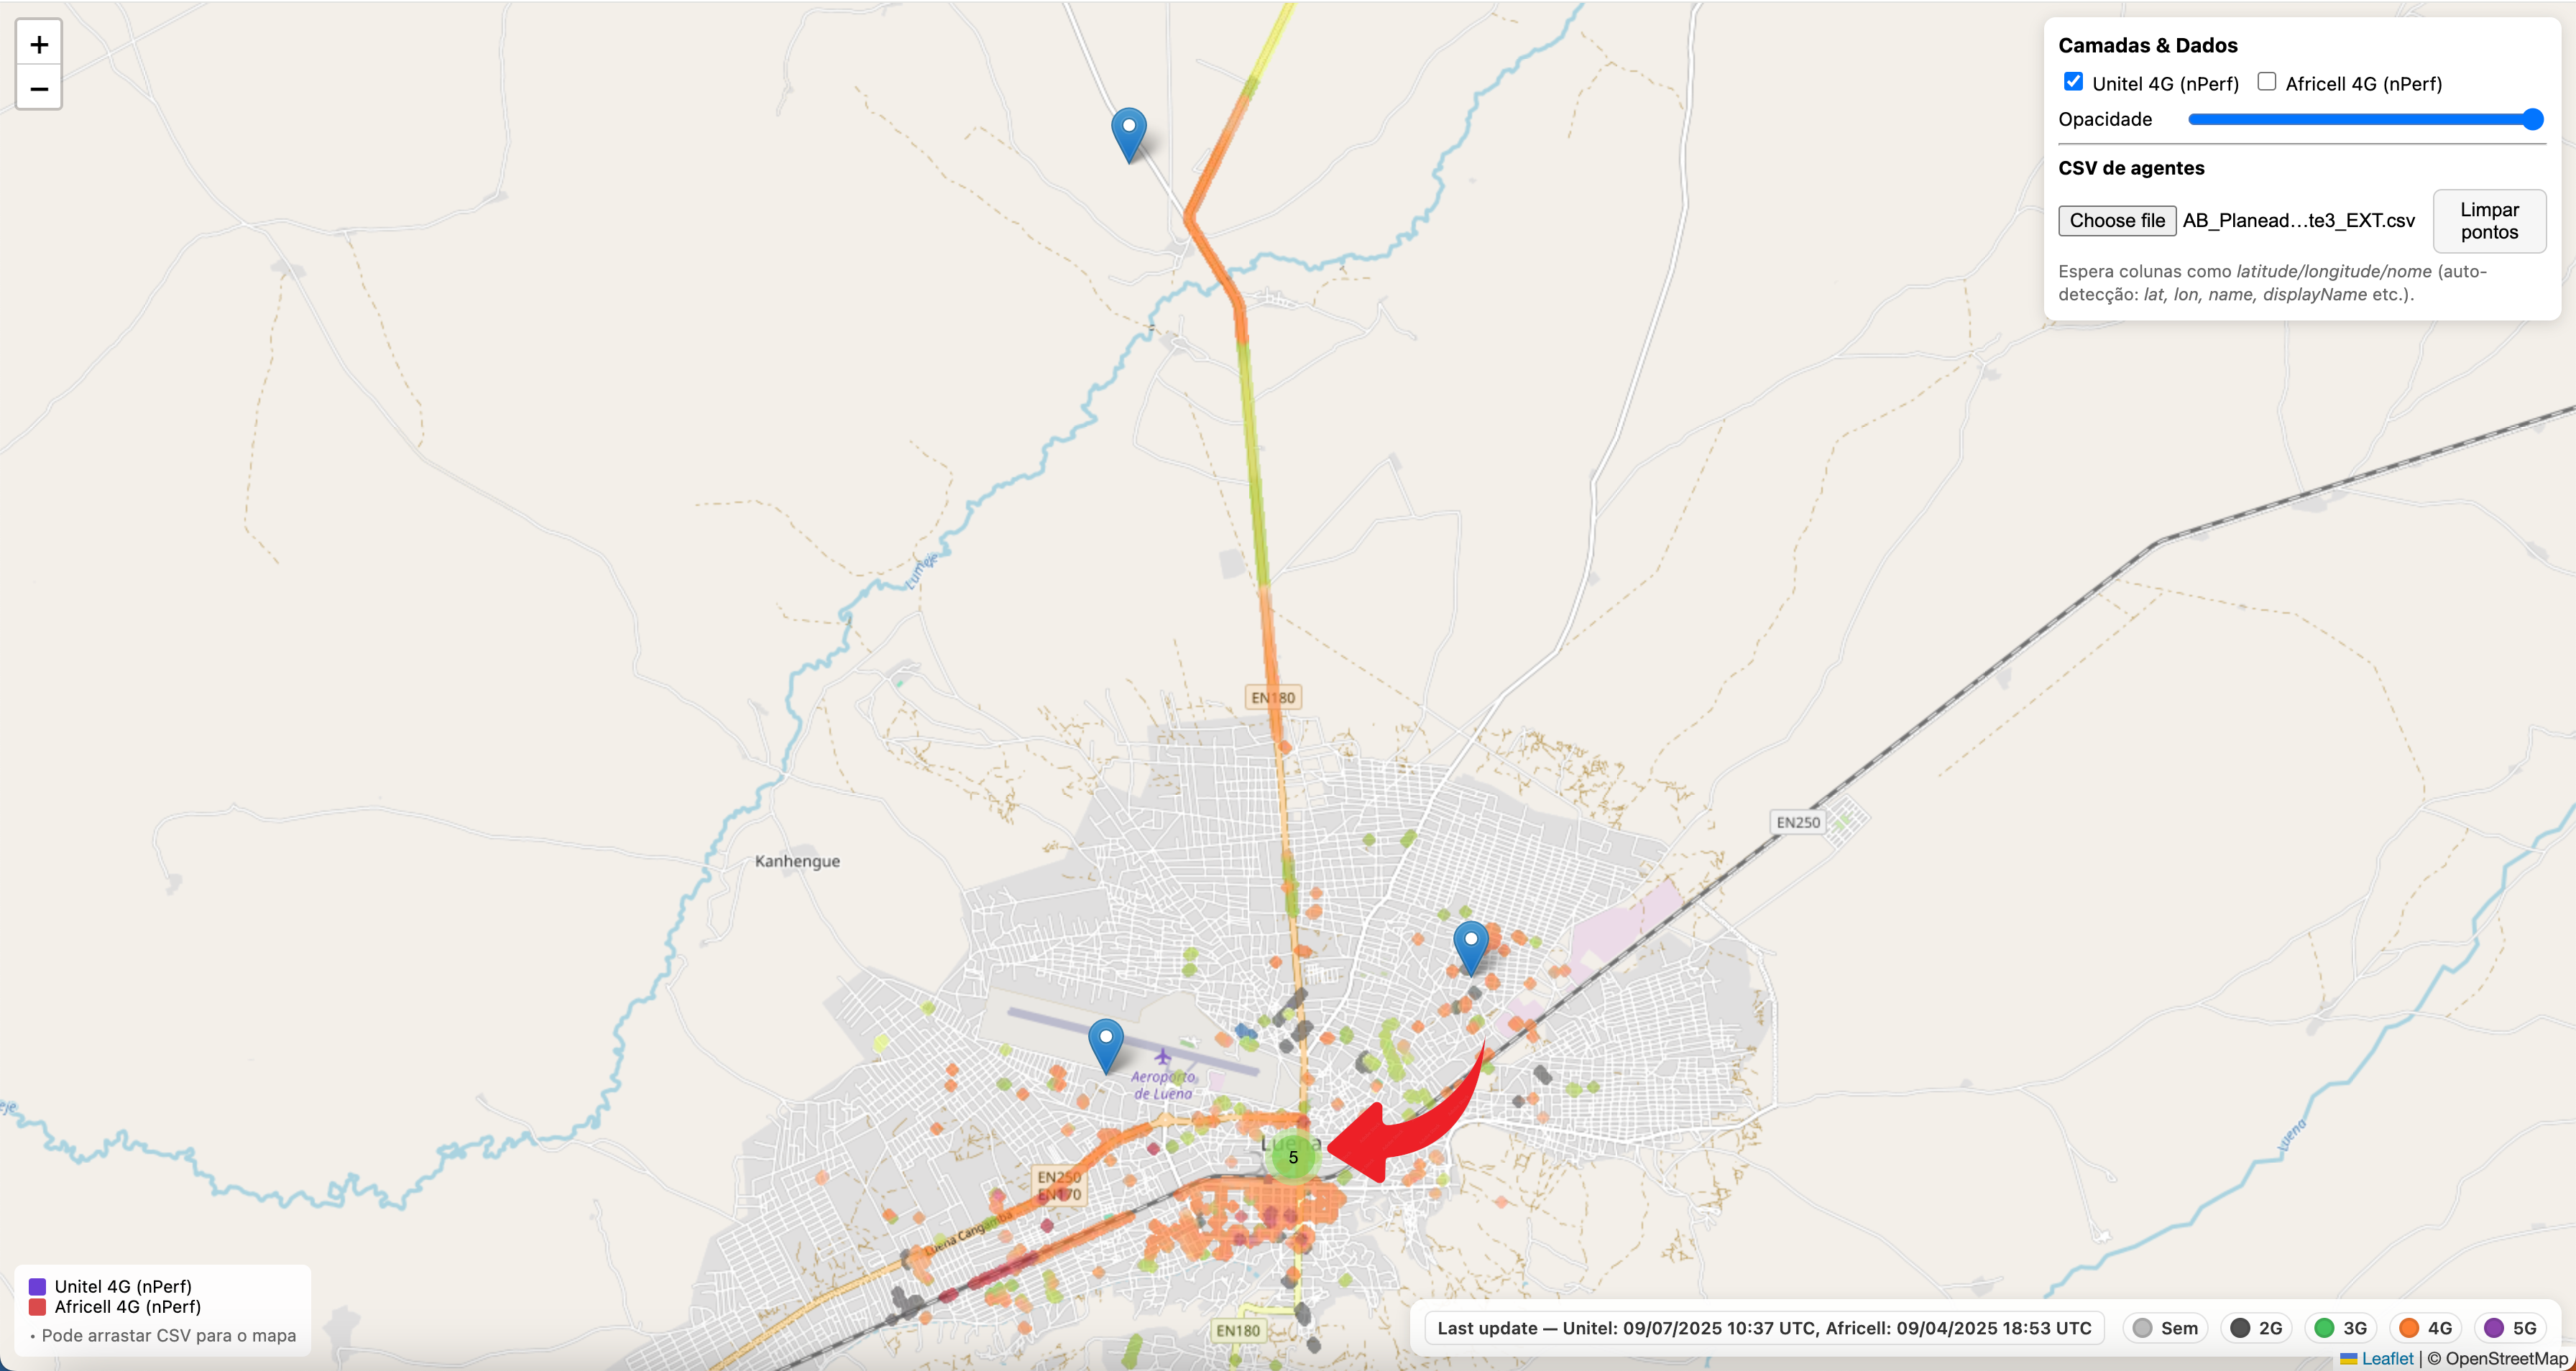 +
−
Camadas & Dados
Unitel 4G (nPerf)
Africell 4G (nPerf)
Opacidade
CSV de agentes
Choose file
AB_Planead...te3_EXT.csv
Limpar
pontos
Espera colunas como latitude/longitude/nome (auto-
detecção: lat, lon, name, displayName etc.).
Lumeje
EN180
EN250
Kanhengue
Aeroporto
de Luena
Luena
5
EN250
EN170
Luena Cangamba
Luena
EN180
Unitel 4G (nPerf)
Africell 4G (nPerf)
• Pode arrastar CSV para o mapa
Last update — Unitel: 09/07/2025 10:37 UTC, Africell: 09/04/2025 18:53 UTC
Sem
2G
3G
4G
5G
Leaflet | © OpenStreetMap